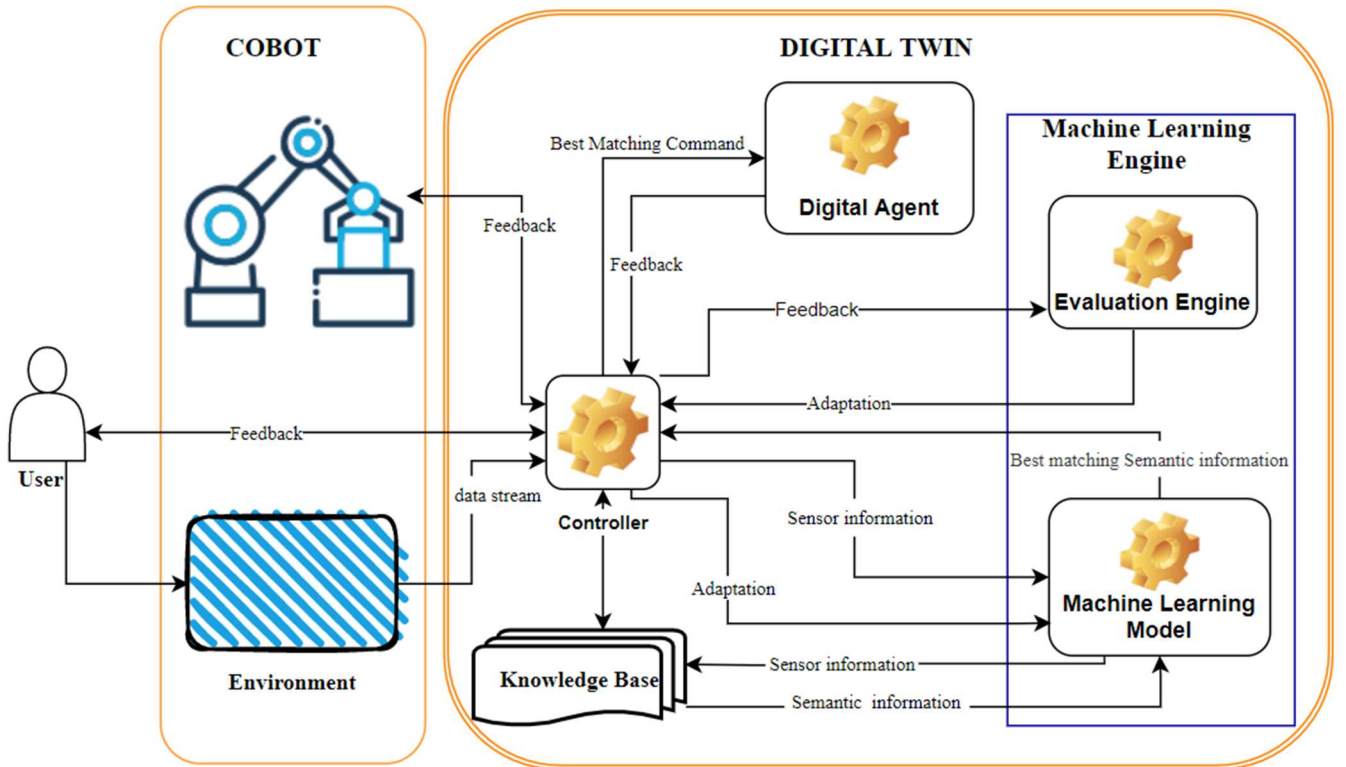 COBOT
DIGITAL TWIN
Machine Learning
Engine
Best Matching Command
Digital Agent
Feedback
Feedback
Feedback
Evaluation Engine
Adaptation
Feedback
User
data stream
Controller
Best matching Semantic information
Sensor information
Adaptation
Machine Learning
Model
Environment
Knowledge Base
Sensor information
Semantic information